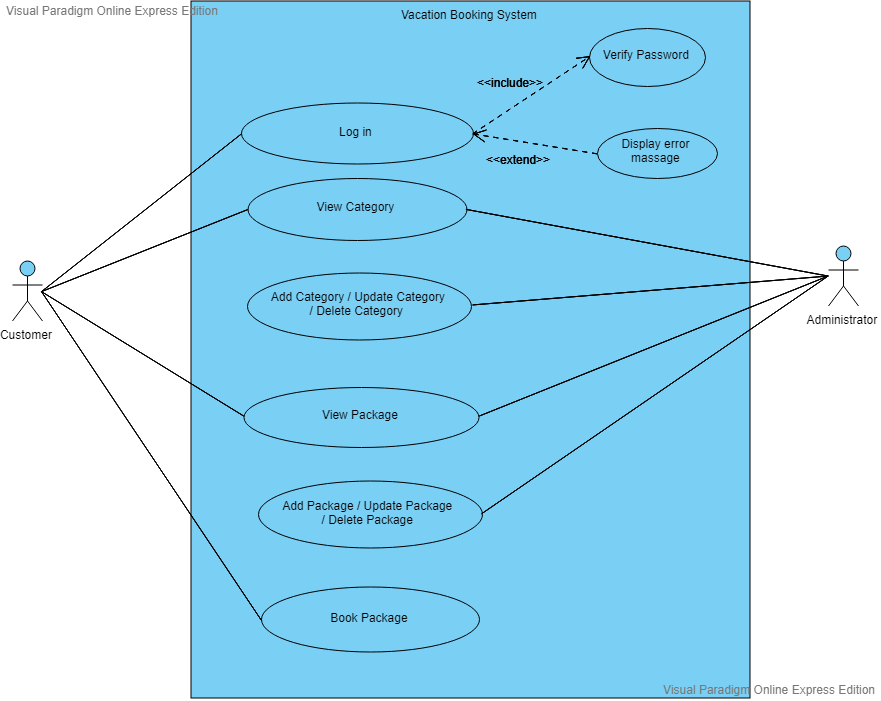 Visual Paradigm Online Express Edition
Vacation Booking System
Verify Password
<<include>>
Log in
Display error
massage
<<extend>>
View Category
Add Category / Update Category
/ Delete Category
Customer
Administrator
View Package
Add Package / Update Package
/ Delete Package
Book Package
Visual Paradigm Online Express Edition